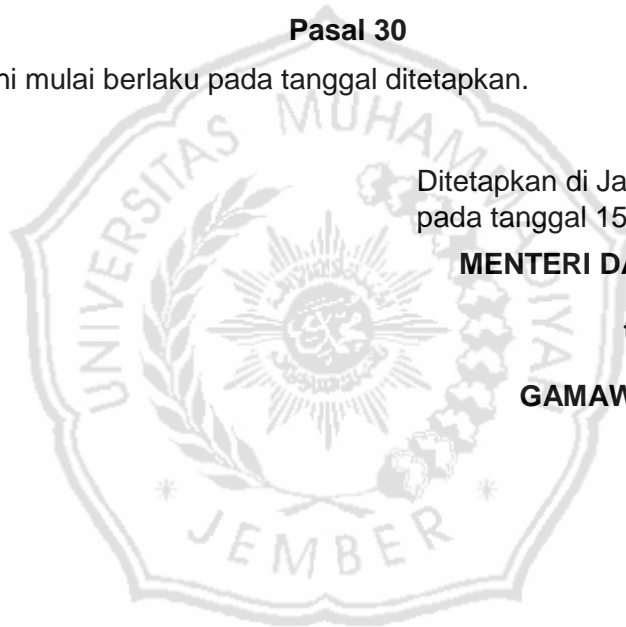 Pasal 30
ni mulai berlaku pada tanggal ditetapkan.
Ditetapkan di Ja
pada tanggal 15
MENTERI DA
t
GAMAW
UNIVERSITAS MUHAMMADIYAH
* JEMBER *